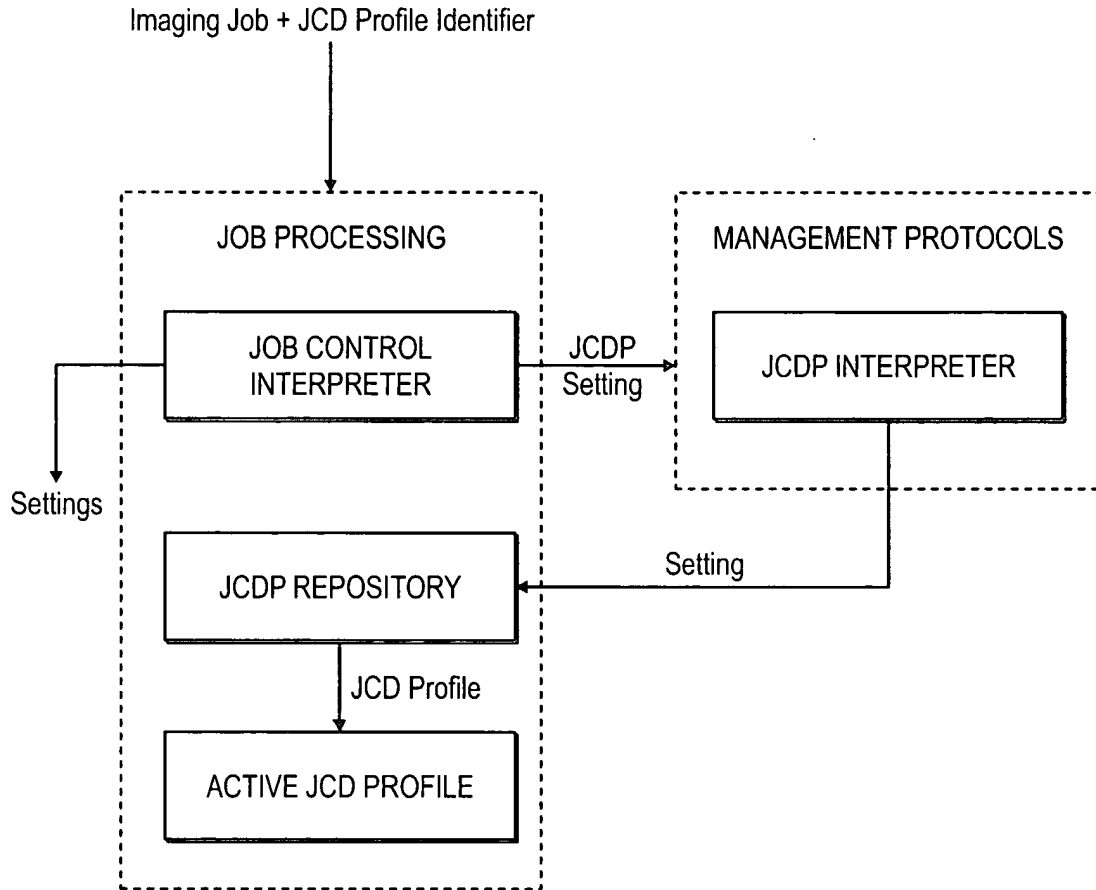 Imaging Job + JCD Profile Identifier
JOB PROCESSING
MANAGEMENT PROTOCOLS
JOB CONTROL
INTERPRETER
JCDP
Setting
JCDP INTERPRETER
Settings
JCDP REPOSITORY
Setting
JCD Profile
ACTIVE JCD PROFILE